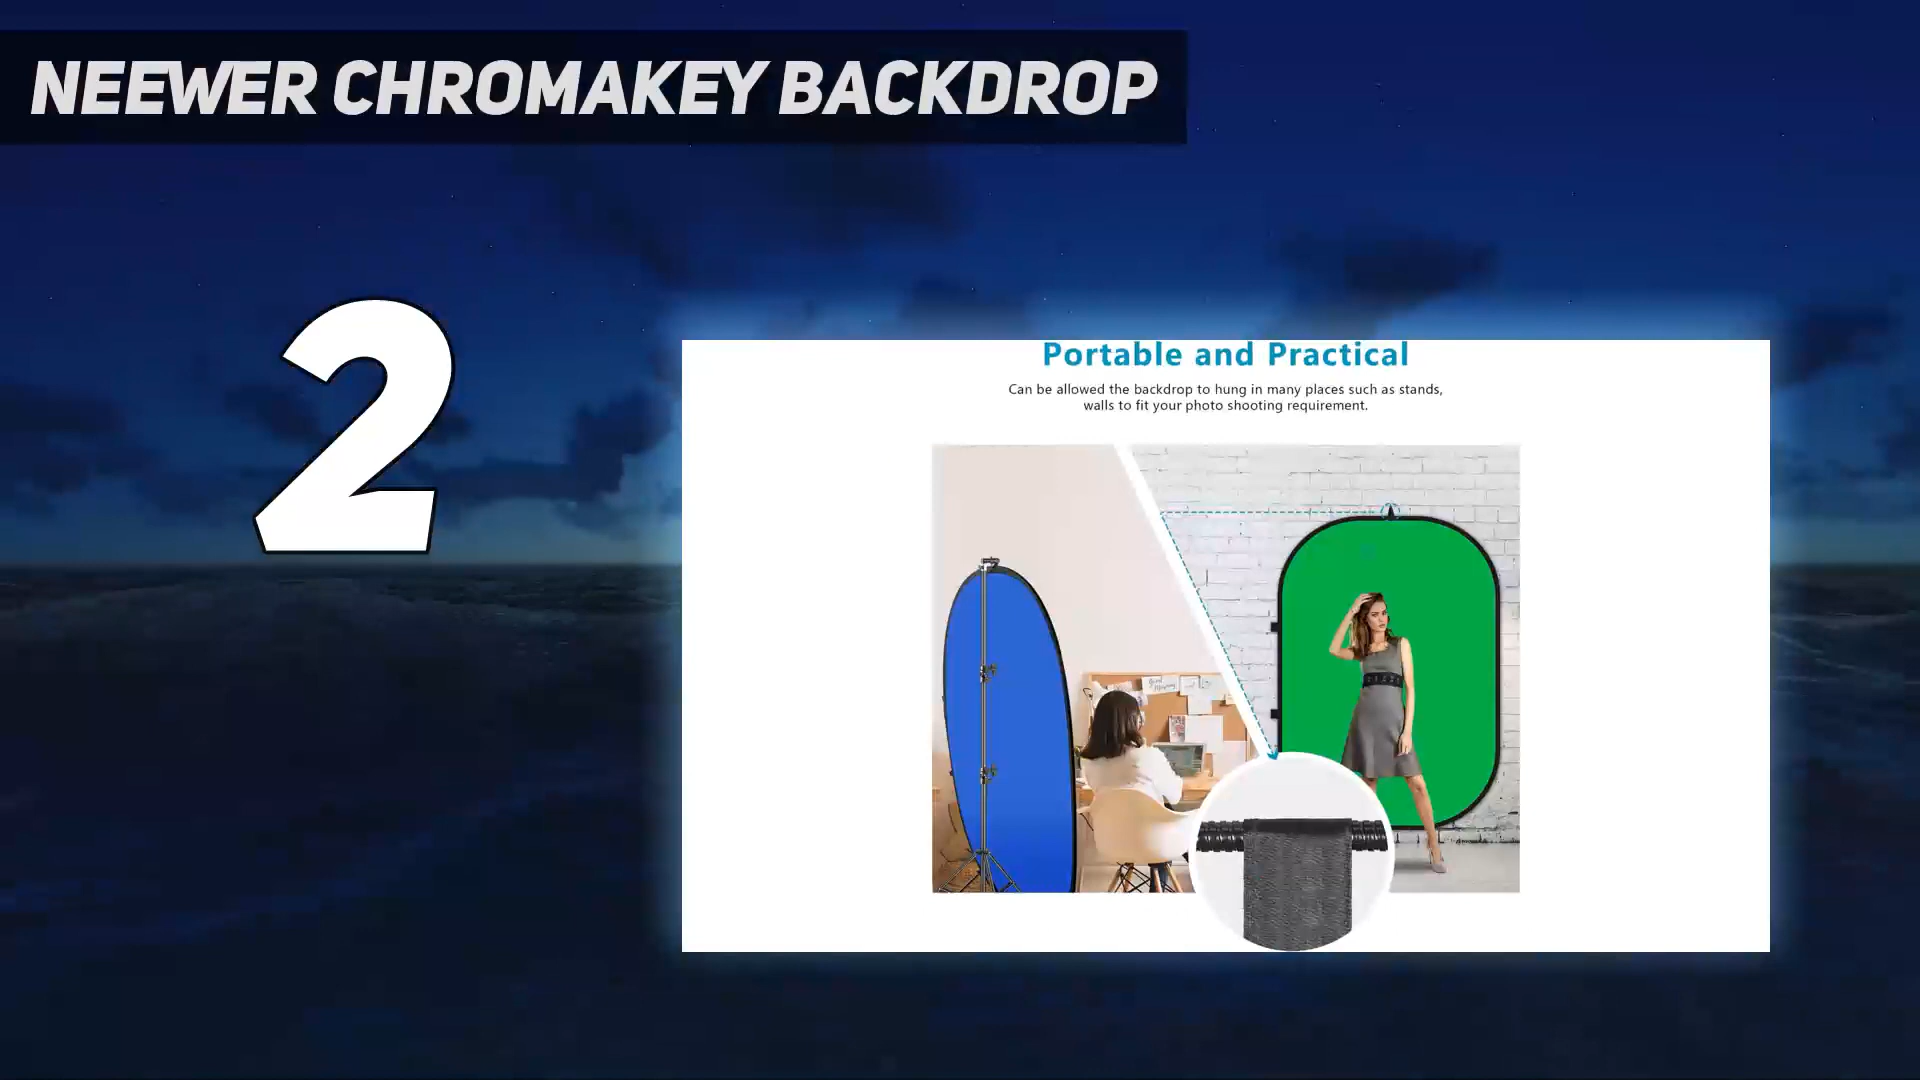 NEEWER CHROMAKEY BACKDROP
2
Portable and Practical
Can be allowed the backdrop to hung in many places such as stands,
walls to fit your photo shooting requirement.